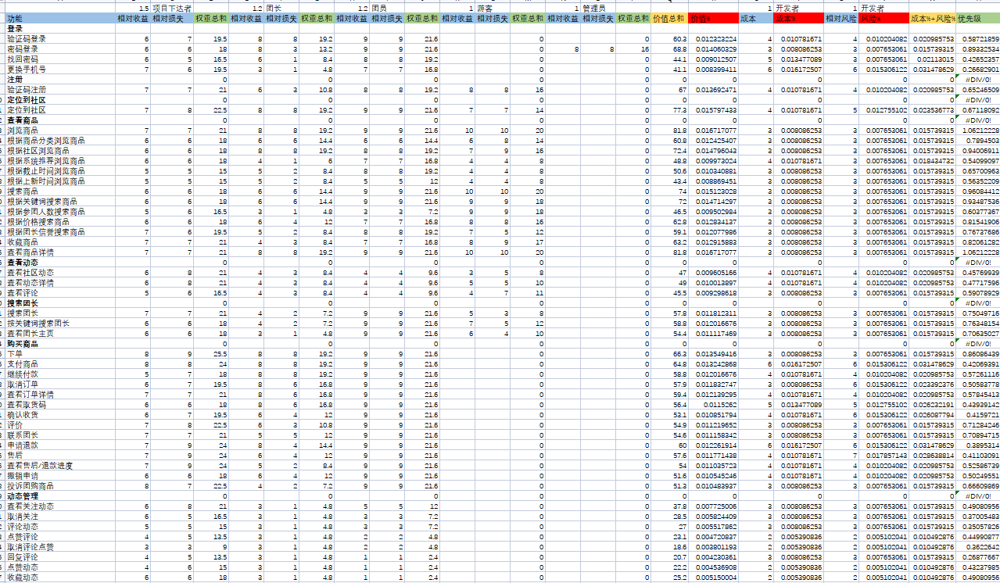 1.5 项目下达者 1.2 团长 1.2 团员 1 游客 1 管理员 1 开发者 1 开发者
功能 相对收益 相对损失 权重总和 相对收益 相对损失 权重总和 相对收益 相对损失 权重总和 相对收益 相对损失 权重总和 相对收益 相对损失 权重总和 价值总和 价值% 成本 成本% 相对风险 风险% 成本%+风险% 优先级
登录
验证码登录 6 7 19.5 8 8 19.2 9 9 21.6 0 60.3 0.012323224 4 0.010781671 4 0.010204082 0.020985753 0.58721859
密码登录 6 6 18 8 3 13.2 9 9 21.6 0 8 8 16 68.8 0.014060329 3 0.008086253 3 0.007653061 0.015739315 0.89332534
找回密码 6 5 16.5 6 1 8.4 8 8 19.2 0 0 44.1 0.009012507 5 0.013477089 3 0.007653061 0.02113015 0.42652357
更换手机号 7 6 19.5 3 1 4.8 7 7 16.8 0 0 41.1 0.008399411 6 0.016172507 6 0.015306122 0.031478629 0.26682901
注册 0 0 0 0 0 0 0 0 0 #DIV/0!
验证码注册 7 7 21 6 3 10.8 8 8 19.2 8 8 16 0 67 0.013692471 4 0.010781671 4 0.010204082 0.020985753 0.65246509
定位到社区 0 0 0 0 0 0 0 0 0 #DIV/0!
定位到社区 7 8 22.5 8 8 19.2 9 9 21.6 7 7 14 0 77.3 0.015797433 4 0.010781671 5 0.012755102 0.023536773 0.67118092
查看商品 0 0 0 0 0 0 0 0 0 #DIV/0!
浏览商品 7 7 21 8 8 19.2 9 9 21.6 10 10 20 0 81.8 0.016717077 3 0.008086253 3 0.007653061 0.015739315 1.06212228
根据商品分类浏览商品 6 6 18 6 6 14.4 6 6 14.4 6 8 14 0 60.8 0.012425407 3 0.008086253 3 0.007653061 0.015739315 0.7894503
根据社区浏览商品 6 6 18 8 8 19.2 8 8 19.2 7 9 16 0 72.4 0.014796043 3 0.008086253 3 0.007653061 0.015739315 0.94006911
根据系统推荐浏览商品 6 6 18 4 1 6 7 7 16.8 4 4 8 0 48.8 0.009973024 4 0.010781671 3 0.007653061 0.018434732 0.54099097
根据截止时间浏览商品 5 5 15 5 2 8.4 8 8 19.2 4 4 8 0 50.6 0.010340881 3 0.008086253 3 0.007653061 0.015739315 0.65700963
根据上新时间浏览商品 5 5 15 5 2 8.4 5 5 12 4 4 8 0 43.4 0.008869451 3 0.008086253 3 0.007653061 0.015739315 0.56352209
搜索商品 6 6 18 6 6 14.4 9 9 21.6 10 10 20 0 74 0.015123028 3 0.008086253 3 0.007653061 0.015739315 0.96084412
根据关键词搜索商品 6 6 18 6 6 14.4 9 9 21.6 9 9 18 0 72 0.014714297 3 0.008086253 3 0.007653061 0.015739315 0.93487536
根据参团人数搜索商品 6 5 16.5 3 1 4.8 3 3 7.2 9 9 18 0 46.5 0.009502984 3 0.008086253 3 0.007653061 0.015739315 0.60377367
根据价格搜索商品 6 6 18 6 4 12 7 7 16.8 8 8 16 0 62.8 0.012834137 3 0.008086253 3 0.007653061 0.015739315 0.81541906
根据团长信誉搜索商品 7 6 19.5 5 2 8.4 8 8 19.2 7 5 12 0 59.1 0.012077986 3 0.008086253 3 0.007653061 0.015739315 0.76737686
收藏商品 7 7 21 4 3 8.4 7 7 16.8 8 9 17 0 63.2 0.012915883 3 0.008086253 3 0.007653061 0.015739315 0.82061282
查看商品详情 7 7 21 8 8 19.2 9 9 21.6 10 10 20 0 81.8 0.016717077 3 0.008086253 3 0.007653061 0.015739315 1.06212228
查看动态 0 0 0 0 0 0 0 0 0 #DIV/0!
查看社区动态 6 8 21 4 3 8.4 4 4 9.6 3 5 8 0 47 0.009605166 4 0.010781671 4 0.010204082 0.020985753 0.45769939
查看动态详情 6 8 21 4 3 8.4 4 4 9.6 5 5 10 0 49 0.010013897 4 0.010781671 4 0.010204082 0.020985753 0.47717596
查看评论 5 6 16.5 4 3 8.4 4 4 9.6 4 7 11 0 45.5 0.009298618 3 0.008086253 3 0.007653061 0.015739315 0.59078929
搜索团长 0 0 0 0 0 0 0 0 0 #DIV/0!
搜索团长 7 7 21 4 2 7.2 9 9 21.6 5 3 8 0 57.8 0.011812311 3 0.008086253 3 0.007653061 0.015739315 0.75049716
按关键词搜索团长 6 6 18 4 2 7.2 9 9 21.6 7 5 12 0 58.8 0.012016676 3 0.008086253 3 0.007653061 0.015739315 0.76348154
查看团长主页 6 6 18 3 1 4.8 9 9 21.6 6 4 10 0 54.4 0.011117469 3 0.008086253 3 0.007653061 0.015739315 0.70635027
购买商品 0 0 0 0 0 0 0 0 0 #DIV/0!
下单 8 9 25.5 8 8 19.2 9 9 21.6 0 0 66.3 0.013549416 3 0.008086253 3 0.007653061 0.015739315 0.86086439
支付商品 8 8 24 8 8 19.2 9 9 21.6 0 0 64.8 0.013242868 6 0.016172507 6 0.015306122 0.031478629 0.42069391
继续付款 5 7 18 8 8 19.2 9 9 21.6 0 0 58.8 0.012016676 4 0.010781671 4 0.010204082 0.020985753 0.57261116
取消订单 6 7 19.5 8 6 16.8 9 9 21.6 0 0 57.9 0.011832747 3 0.008086253 6 0.015306122 0.023392376 0.50583778
查看订单详情 7 7 21 8 6 16.8 9 9 21.6 0 0 59.4 0.012139295 4 0.010781671 4 0.010204082 0.020985753 0.57845413
查看取货码 6 6 18 8 6 16.8 9 9 21.6 0 0 56.4 0.0115262 5 0.013477089 5 0.012755102 0.026232191 0.43939142
确认收货 6 7 19.5 6 4 12 9 9 21.6 0 0 53.1 0.010851794 4 0.010781671 6 0.015306122 0.026087794 0.4159721
评价 7 8 22.5 6 3 10.8 9 9 21.6 0 0 54.9 0.011219652 3 0.008086253 3 0.007653061 0.015739315 0.71284246
联系团长 7 7 21 5 5 12 9 9 21.6 0 0 54.6 0.011158342 3 0.008086253 3 0.007653061 0.015739315 0.70894715
申请退款 7 9 24 8 4 14.4 9 9 21.6 0 0 60 0.012261914 6 0.016172507 6 0.015306122 0.031478629 0.3895314
售后 7 9 24 6 4 12 9 9 21.6 0 0 57.6 0.011771438 4 0.010781671 7 0.017857143 0.028638814 0.41103091
查看售后/退款进度 7 9 24 5 2 8.4 9 9 21.6 0 0 54 0.011035723 4 0.010781671 4 0.010204082 0.020985753 0.52586739
撤销申请 6 6 18 6 4 12 9 9 21.6 0 0 51.6 0.010545246 4 0.010781671 4 0.010204082 0.020985753 0.50249551
投诉团购商品 8 7 22.5 4 2 7.2 9 9 21.6 0 0 51.3 0.010483937 3 0.008086253 3 0.007653061 0.015739315 0.66609869
动态管理 0 0 0 0 0 0 0 0 0 #DIV/0!
查看关注动态 6 8 21 3 1 4.8 5 5 12 0 0 37.8 0.007725006 3 0.008086253 3 0.007653061 0.015739315 0.49080956
取消关注 6 5 16.5 3 1 4.8 3 3 7.2 0 0 28.5 0.005824409 3 0.008086253 3 0.007653061 0.015739315 0.37005483
评论动态 5 5 15 3 1 4.8 3 3 7.2 0 0 27 0.005517862 3 0.008086253 3 0.007653061 0.015739315 0.35057826
点赞评论 4 5 13.5 3 1 4.8 2 2 4.8 0 0 23.1 0.004720837 2 0.005390836 2 0.005102041 0.010492876 0.44990877
取消评论点赞 3 3 9 3 1 4.8 2 2 4.8 0 0 18.6 0.003801193 2 0.005390836 2 0.005102041 0.010492876 0.3622642
回复评论 4 5 13.5 3 1 4.8 1 1 2.4 0 0 20.7 0.004230361 3 0.008086253 3 0.007653061 0.015739315 0.26877667
点赞动态 4 6 15 3 1 4.8 1 1 2.4 0 0 22.2 0.004536908 2 0.005390836 2 0.005102041 0.010492876 0.43237985
收藏动态 6 6 18 3 1 4.8 1 1 2.4 0 0 25.2 0.005150004 2 0.005390836 2 0.005102041 0.010492876 0.49080956